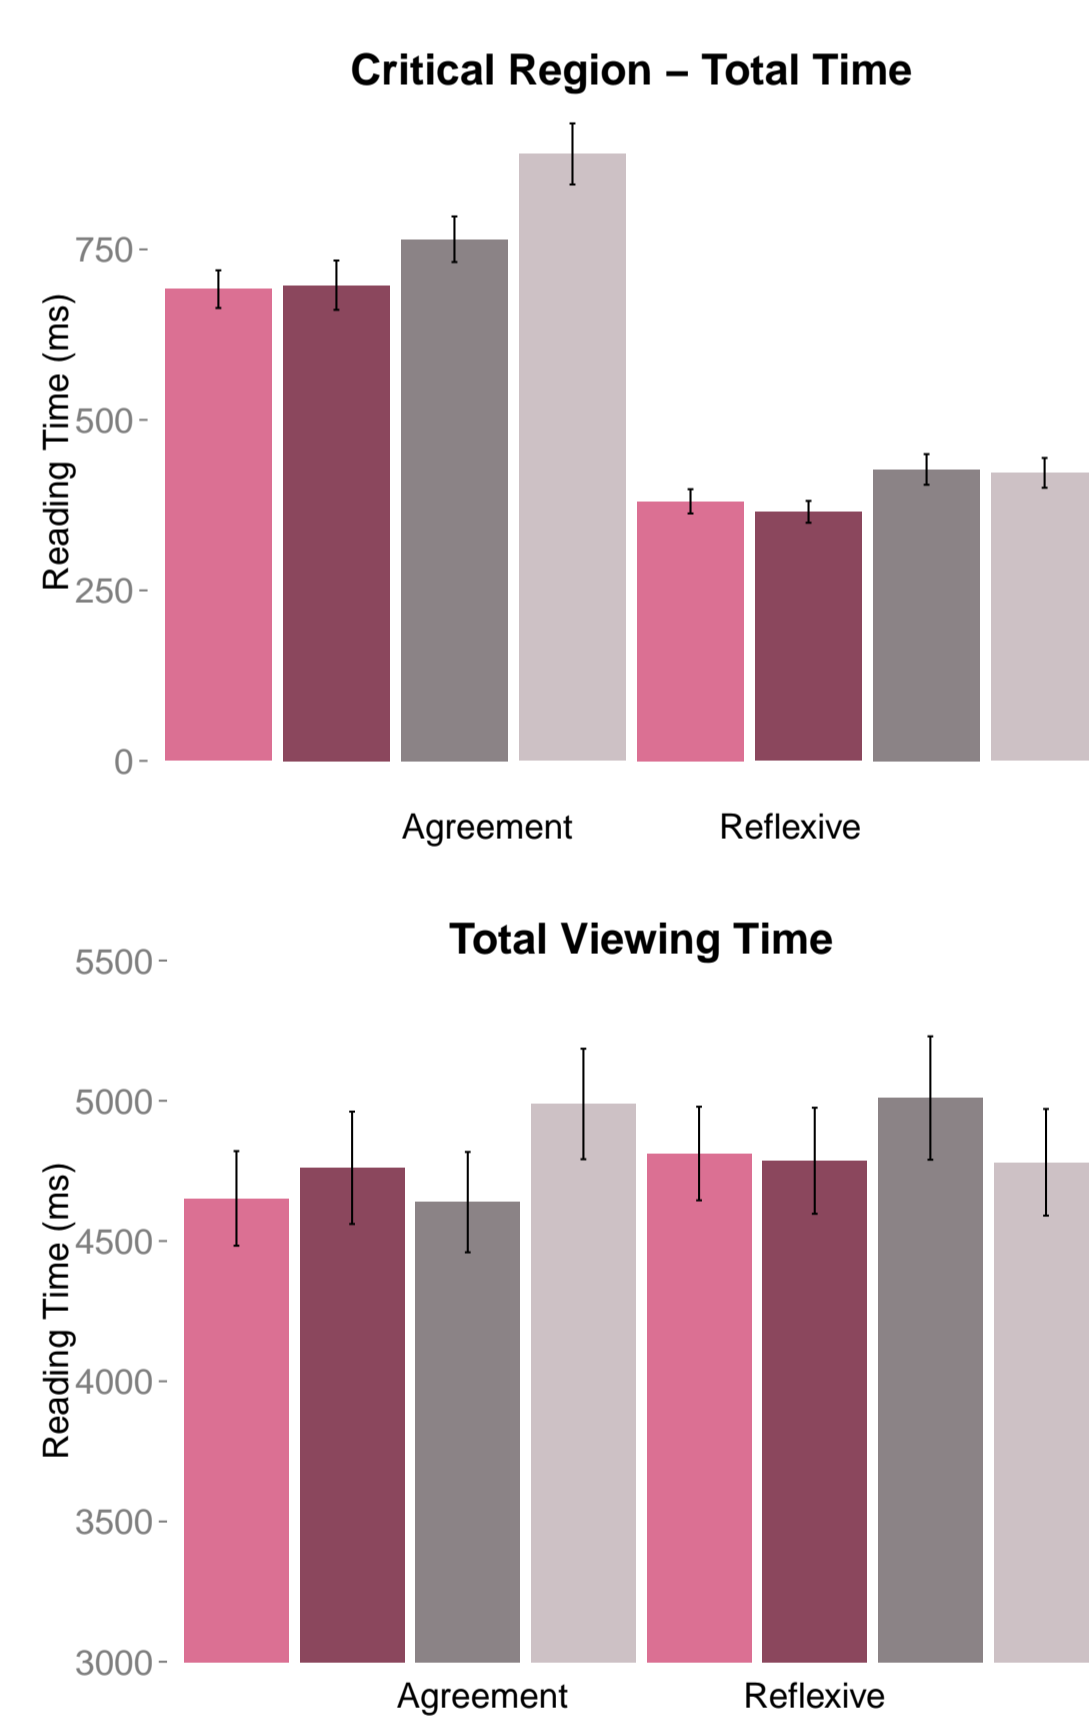 Critical Region – Total Time
Reading Time (ms)
750
500
250
0
Agreement Reflexive
Total Viewing Time
Reading Time (ms)
5500
5000
4500
4000
3500
3000
Agreement Reflexive